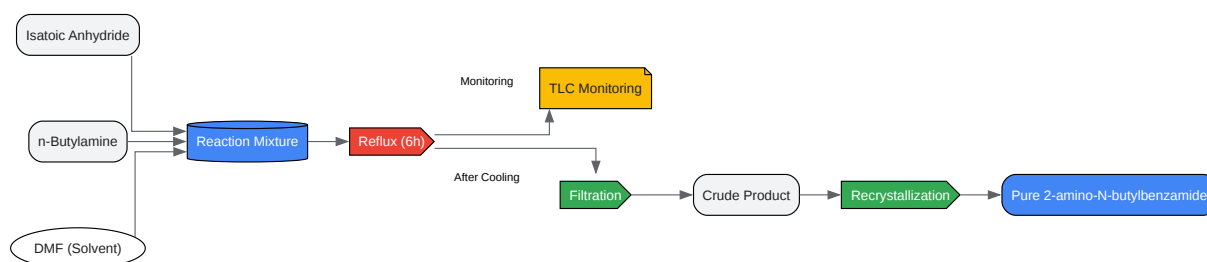 Isatoic Anhydride
Monitoring
TLC Monitoring
n-Butylamine
Reaction Mixture
Reflux (6h)
After Cooling
Filtration
Crude Product
Recrystallization
Pure 2-amino-N-butylbenzamide
DMF (Solvent)